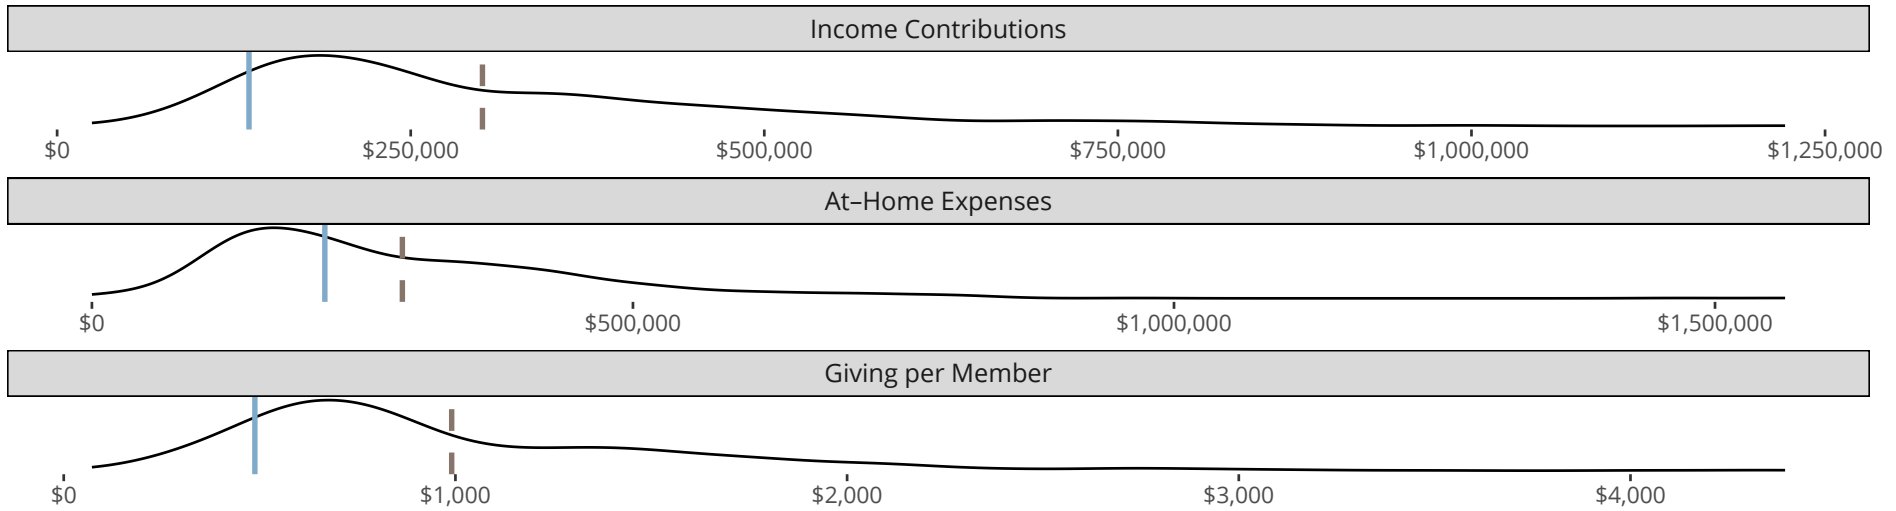 Income Contributions
$0 $250,000 $500,000 $750,000 $1,000,000 $1,250,000
At–Home Expenses
$0 $500,000 $1,000,000 $1,500,000
Giving per Member
$0 $1,000 $2,000 $3,000 $4,000